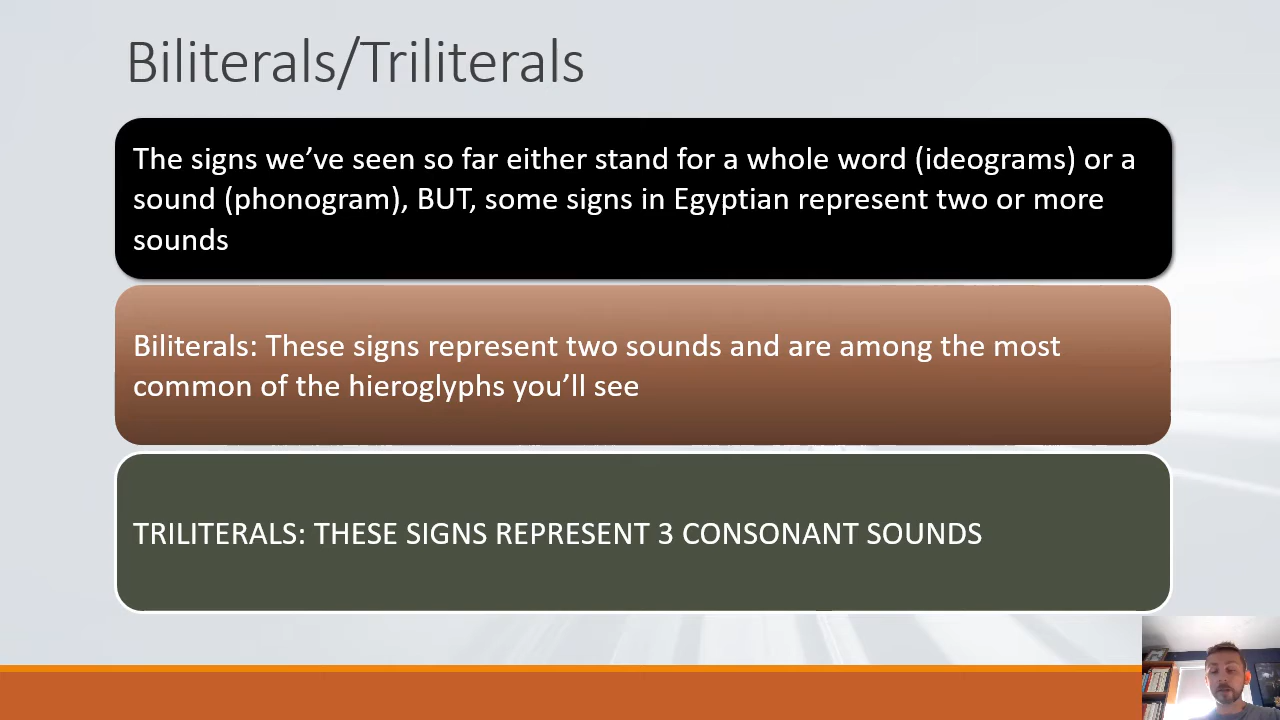 Biliterals/Triliterals
The signs we’ve seen so far either stand for a whole word (ideograms) or a
sound (phonogram), BUT, some signs in Egyptian represent two or more
sounds
Biliterals: These signs represent two sounds and are among the most
common of the hieroglyphs you’ll see
TRILITERALS: THESE SIGNS REPRESENT 3 CONSONANT SOUNDS